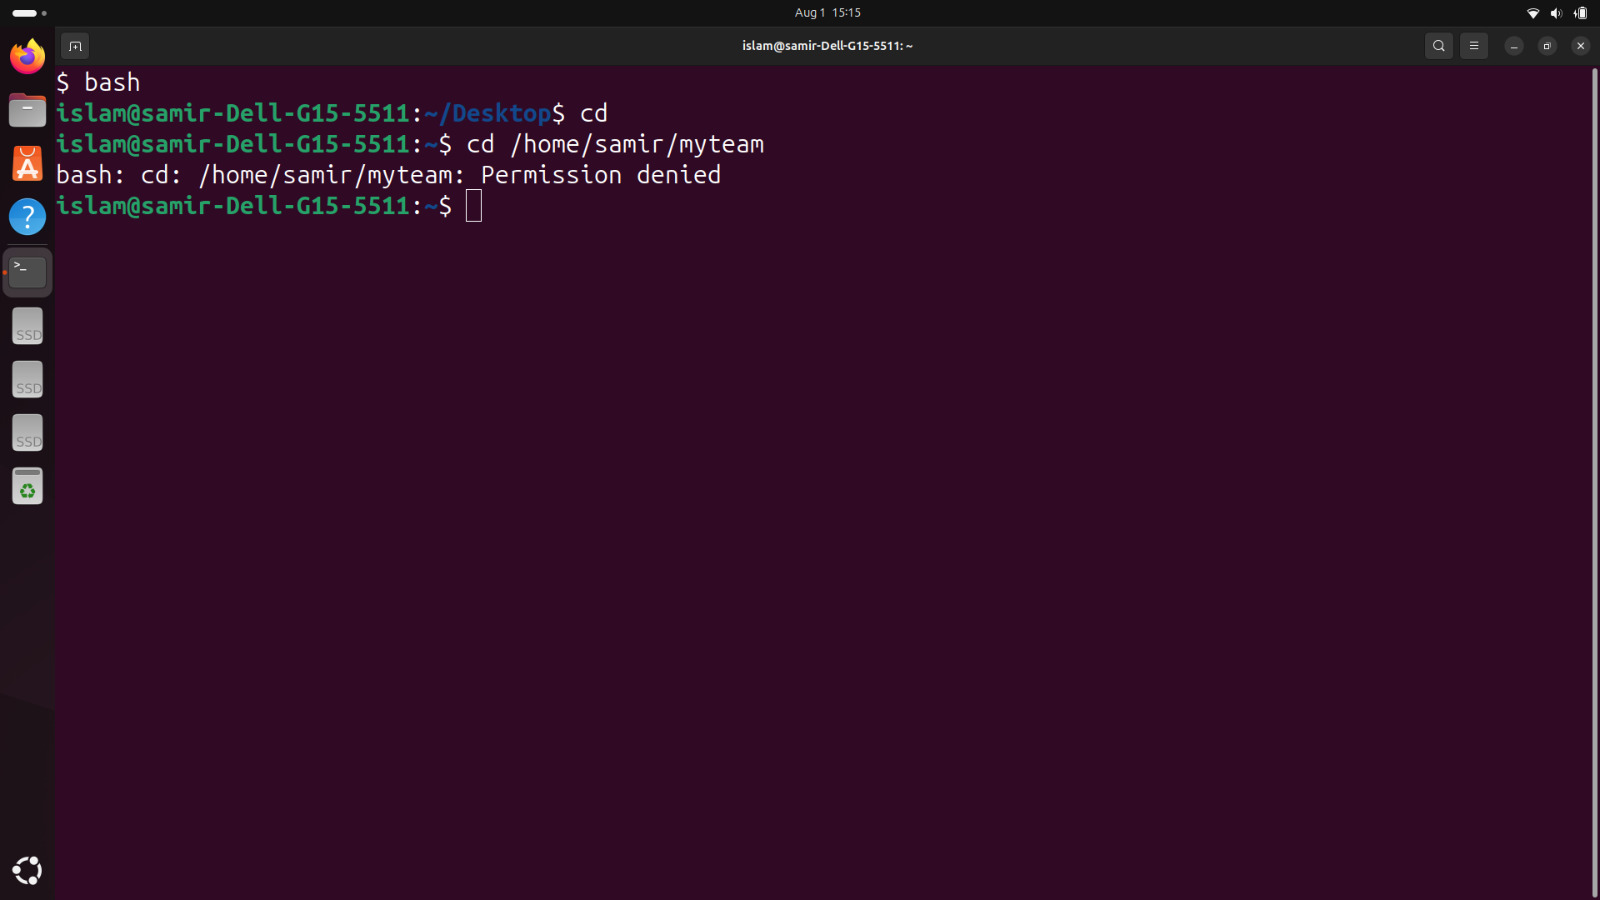 Aug 1 15:15
islam@samir-Dell-G15-5511: ~
$ bash
islam@samir-Dell-G15-5511:~/Desktop$ cd
islam@samir-Dell-G15-5511:~$ cd /home/samir/myteam
bash: cd: /home/samir/myteam: Permission denied
islam@samir-Dell-G15-5511:~$
>_
SSD
SSD
SSD